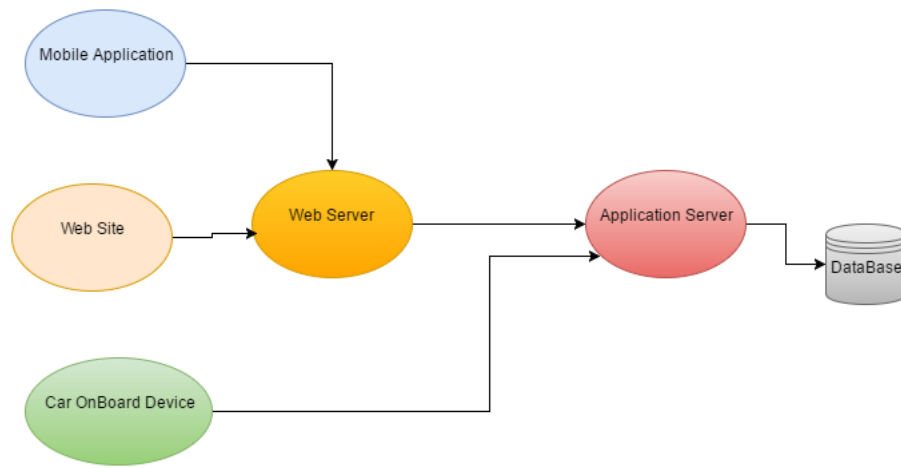 Mobile Application
Web Site
Web Server
Application Server
DataBase
Car OnBoard Device